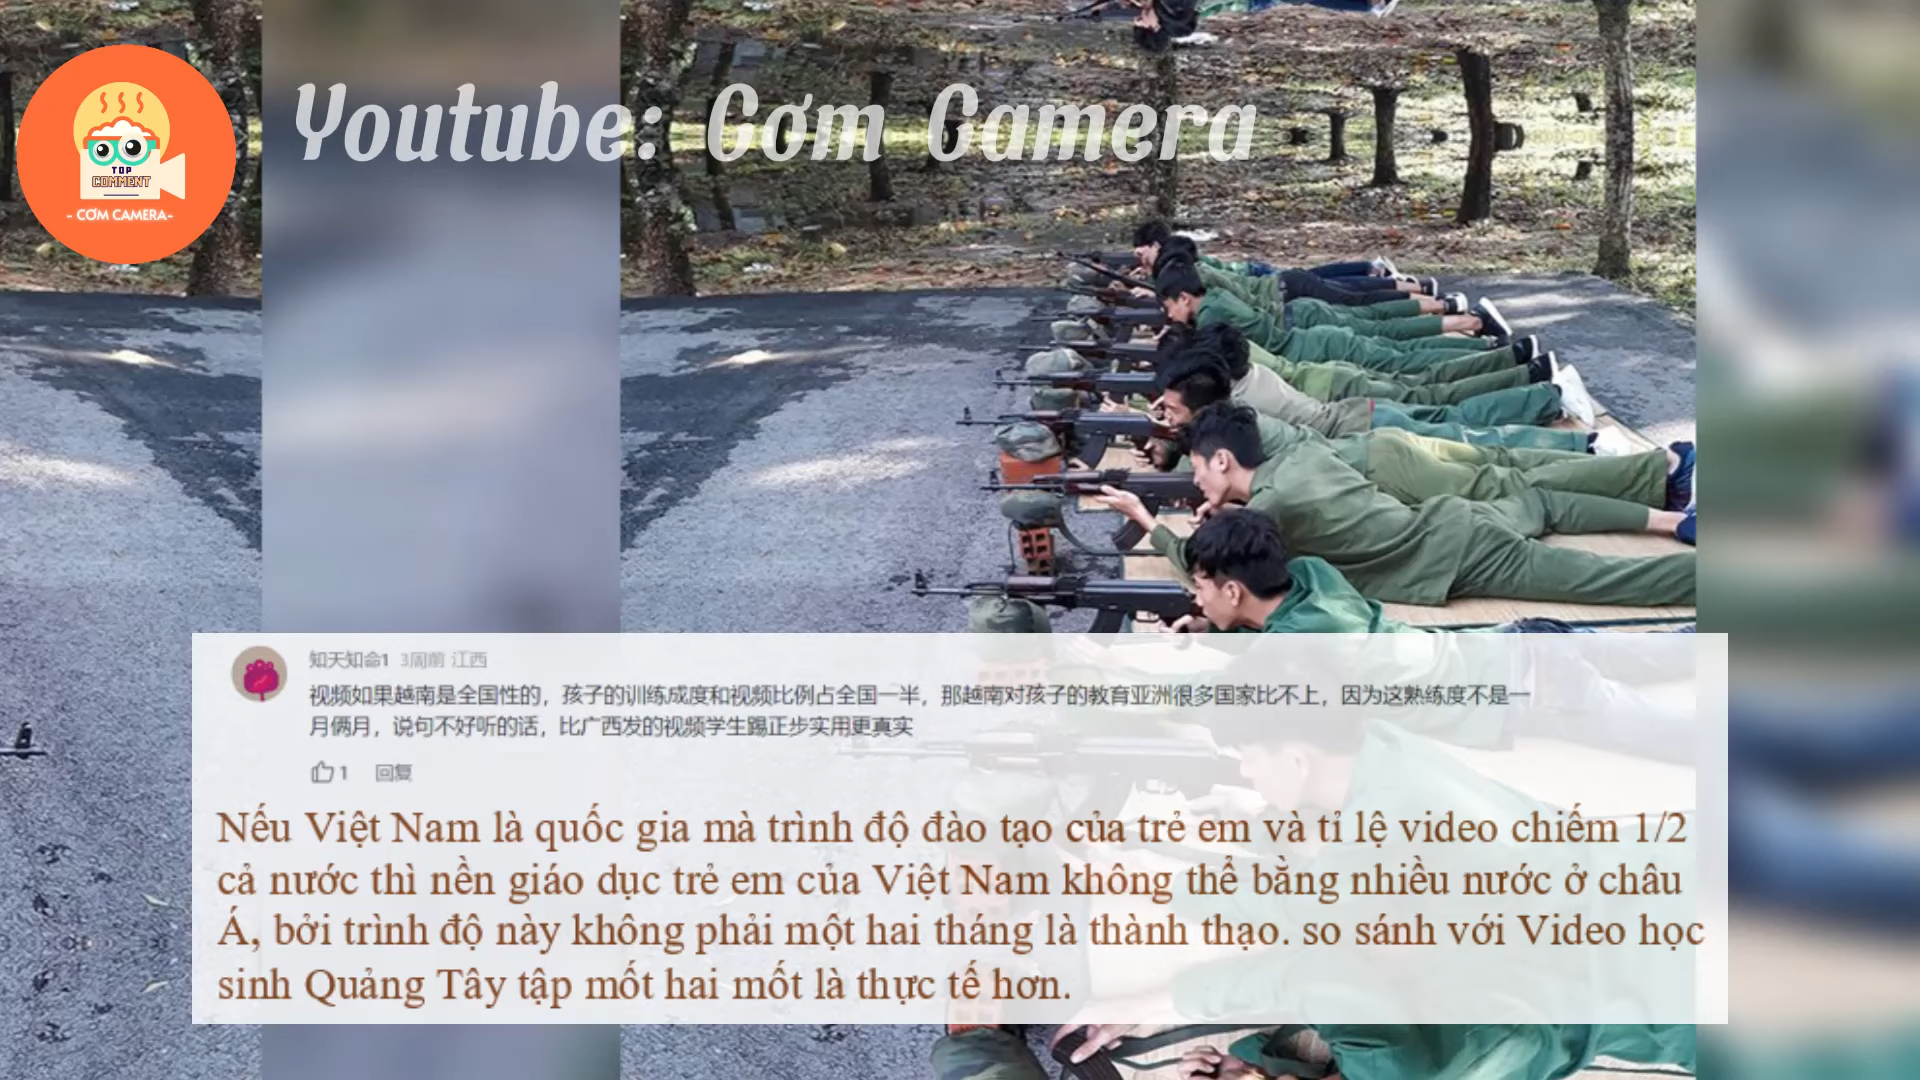 Youtube: Cơm Camera
TOP
COMMENT
- CƠM CAMERA-
知天知命1 3周前 江西
视频如果越南是全国性的，孩子的训练成度和视频比例占全国一半，那越南对孩子的教育亚洲很多国家比不上，因为这熟练度不是一
月俩月，说句不好听的话，比广西发的视频学生踢正步实用更真实
1 回复
Nếu Việt Nam là quốc gia mà trình độ đào tạo của trẻ em và tỉ lệ video chiếm 1/2
cả nước thì nền giáo dục trẻ em của Việt Nam không thể bằng nhiều nước ở châu
Á, bởi trình độ này không phải một hai tháng là thành thạo. so sánh với Video học
sinh Quảng Tây tập mốt hai mốt là thực tế hơn.